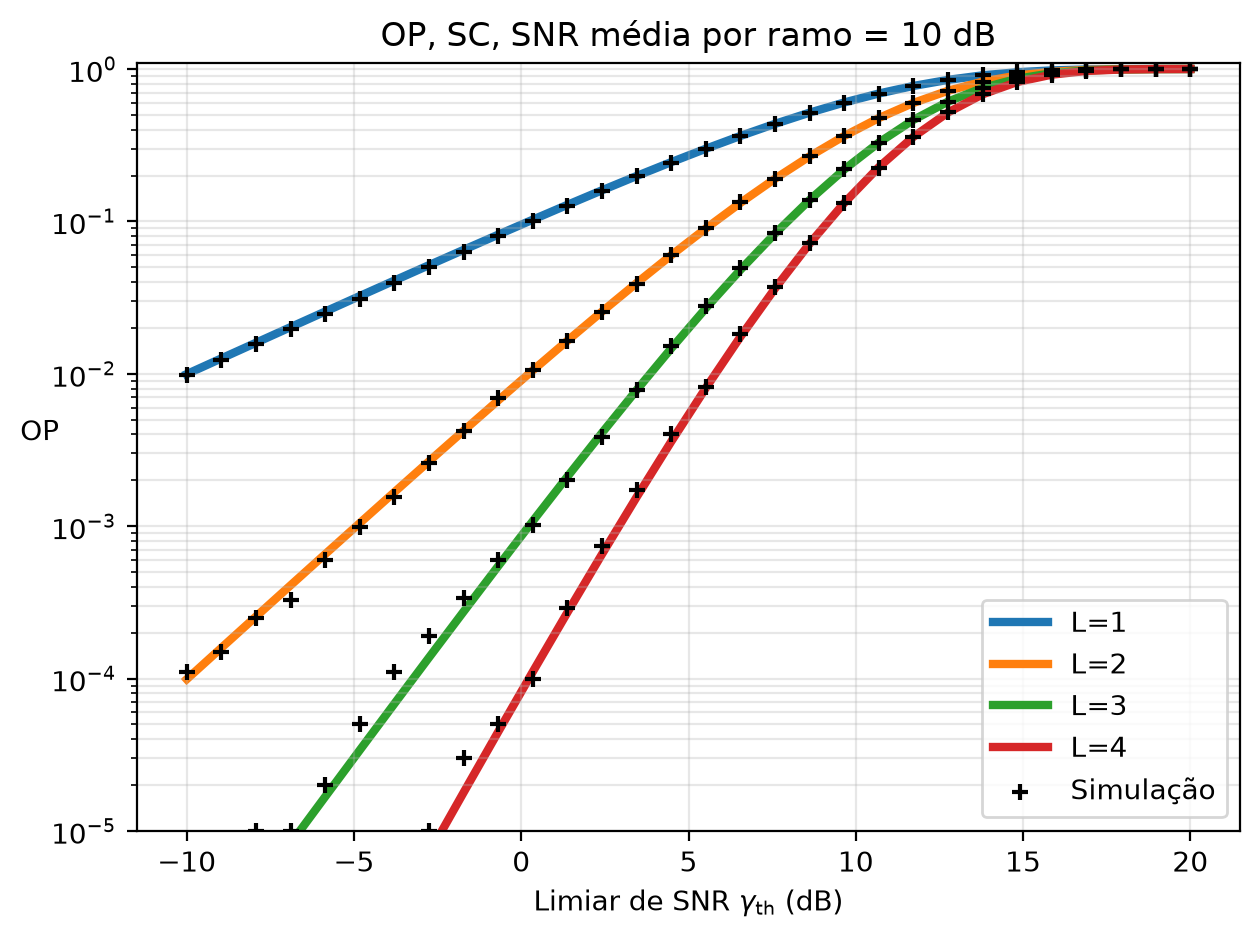 OP, SC, SNR média por ramo = 10 dB
10⁰
10⁻¹
10⁻²
OP
10⁻³
10⁻⁴
10⁻⁵
L=1
L=2
L=3
L=4
Simulação
−10 −5 0 5 10 15 20
Limiar de SNR γth (dB)